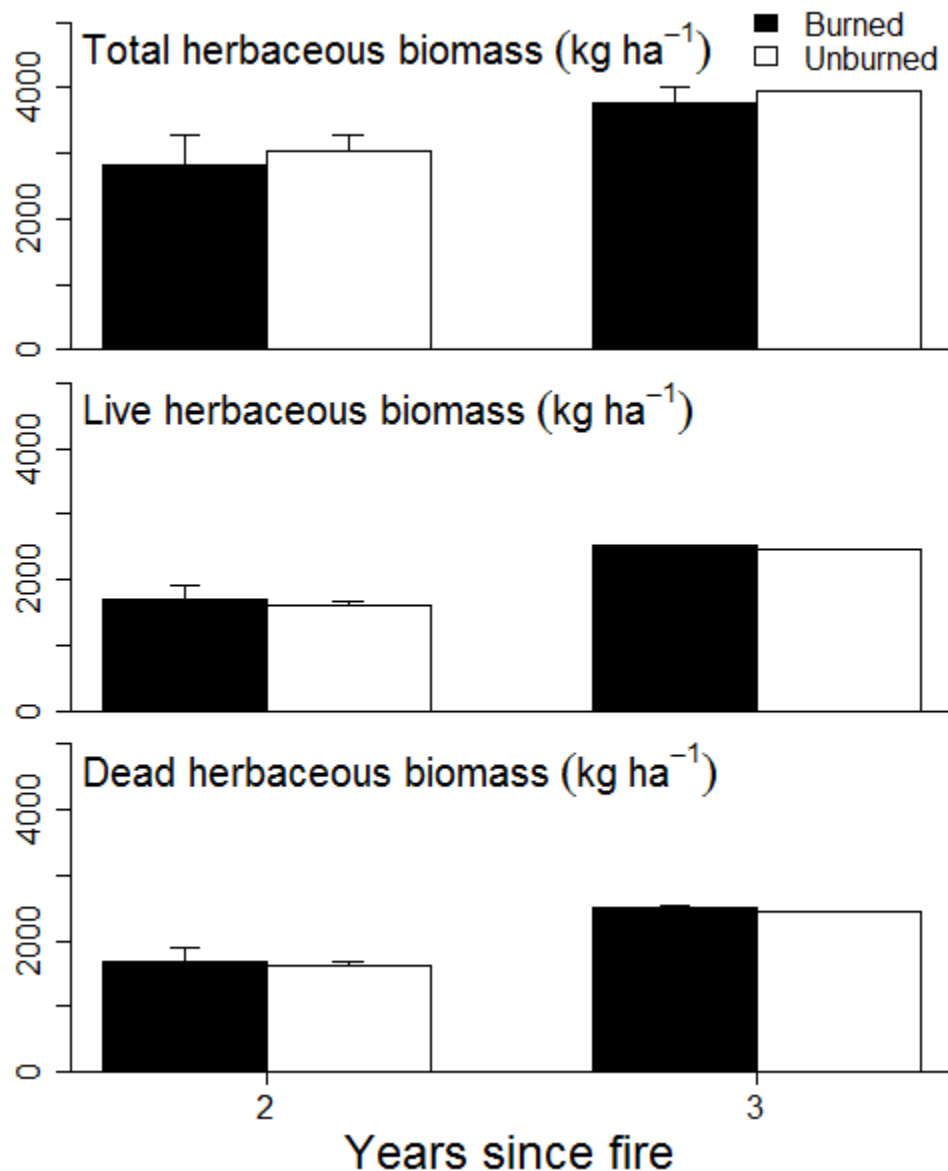 Total herbaceous biomass (kg ha⁻¹)
Burned
Unburned
4000
2000
0
Live herbaceous biomass (kg ha⁻¹)
4000
2000
0
Dead herbaceous biomass (kg ha⁻¹)
4000
2000
0
2 3
Years since fire